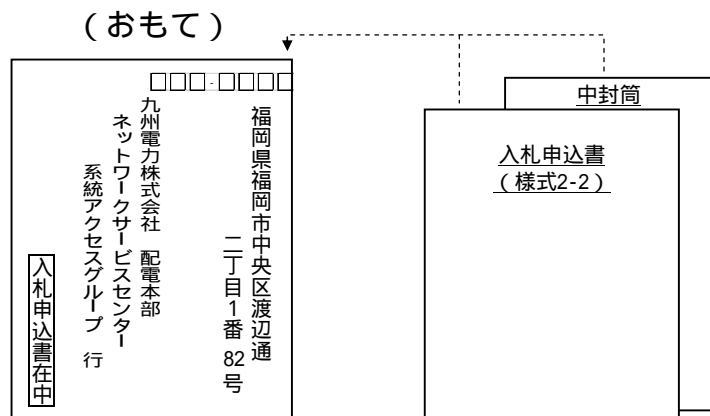 （おもて）
□□□-□□□□
福岡県福岡市中央区渡辺通
二丁目1番82号
九州電力株式会社　配電本部
ネットワークサービスセンター
系統アクセスグループ　行
入札申込書在中
中封筒
入札申込書
（様式2-2）